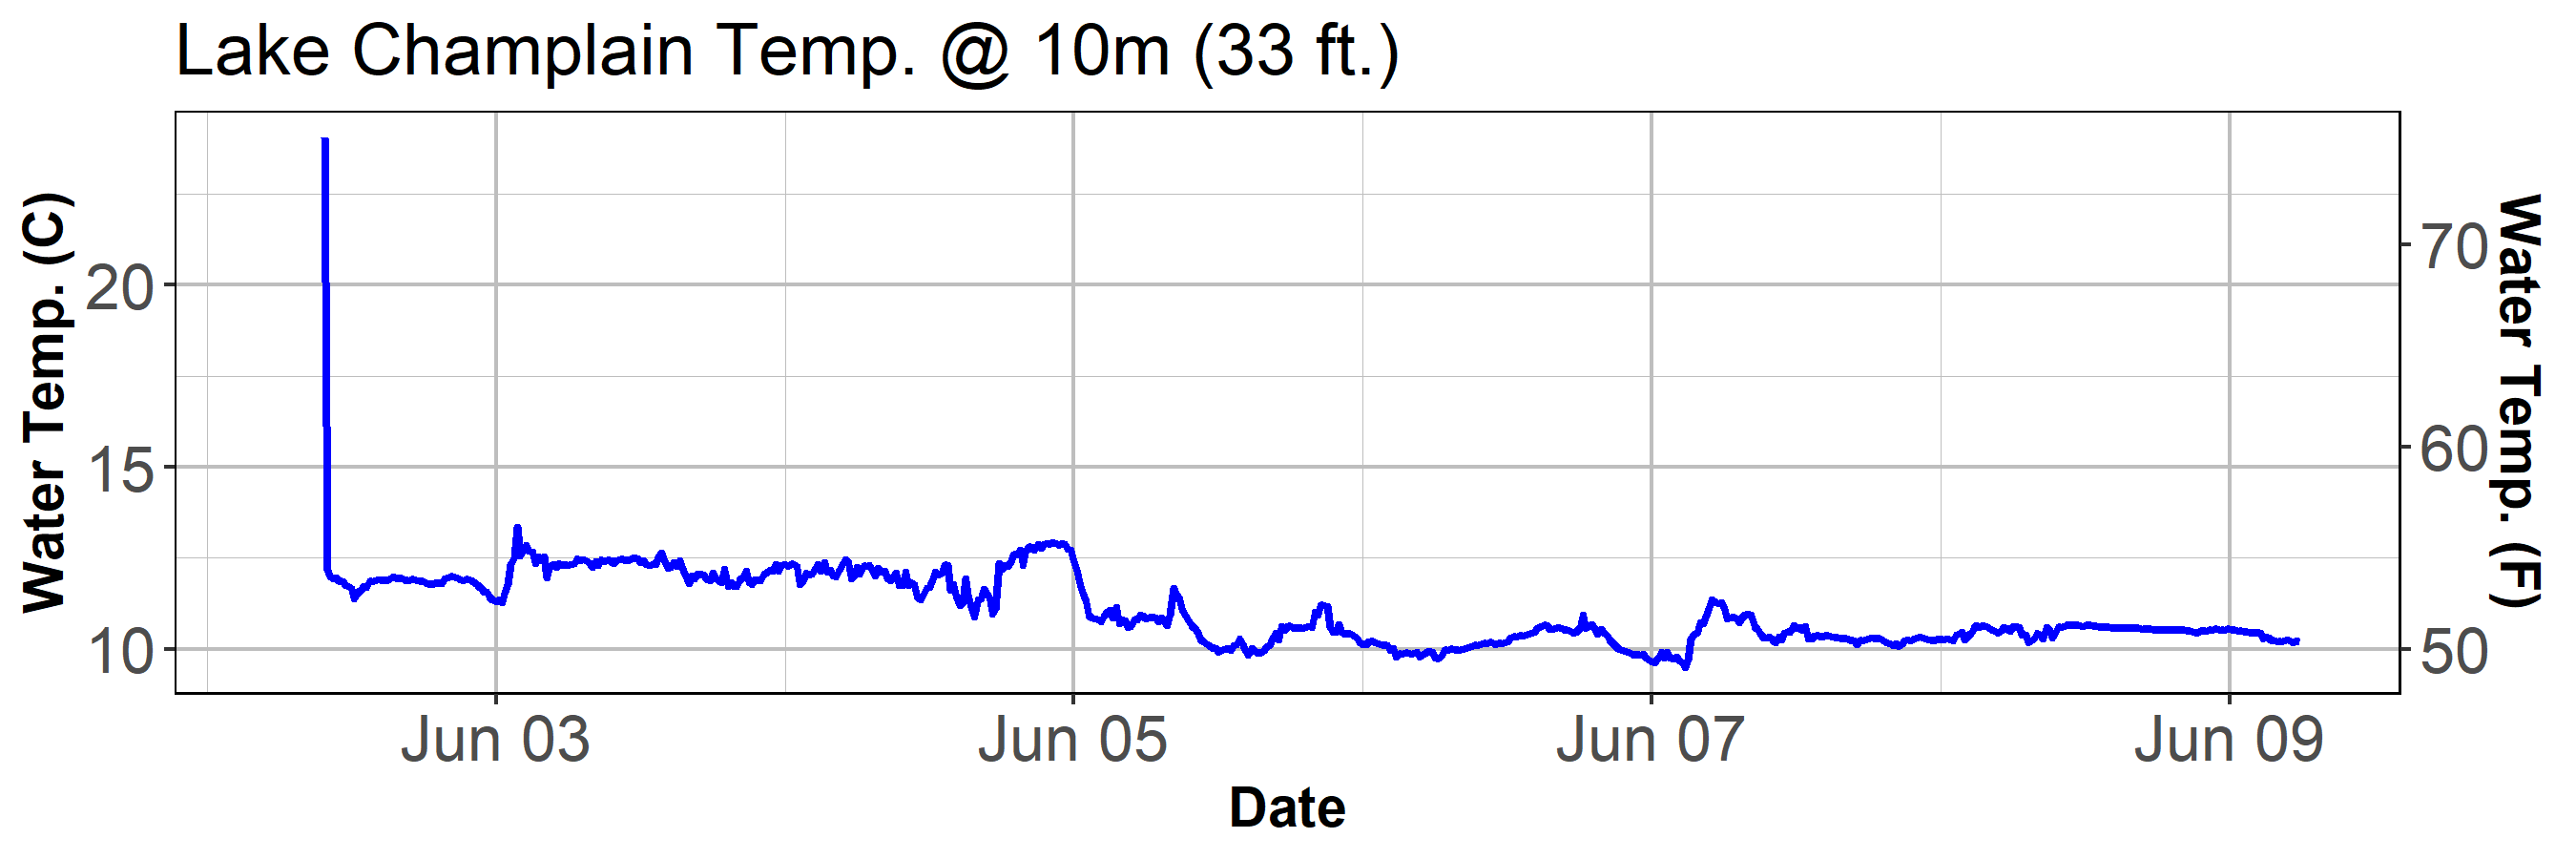 Lake Champlain Temp. @ 10m (33 ft.)
Water Temp. (C)
20
15
10
70
60
50
Water Temp. (F)
Jun 03
Jun 05
Jun 07
Jun 09
Date